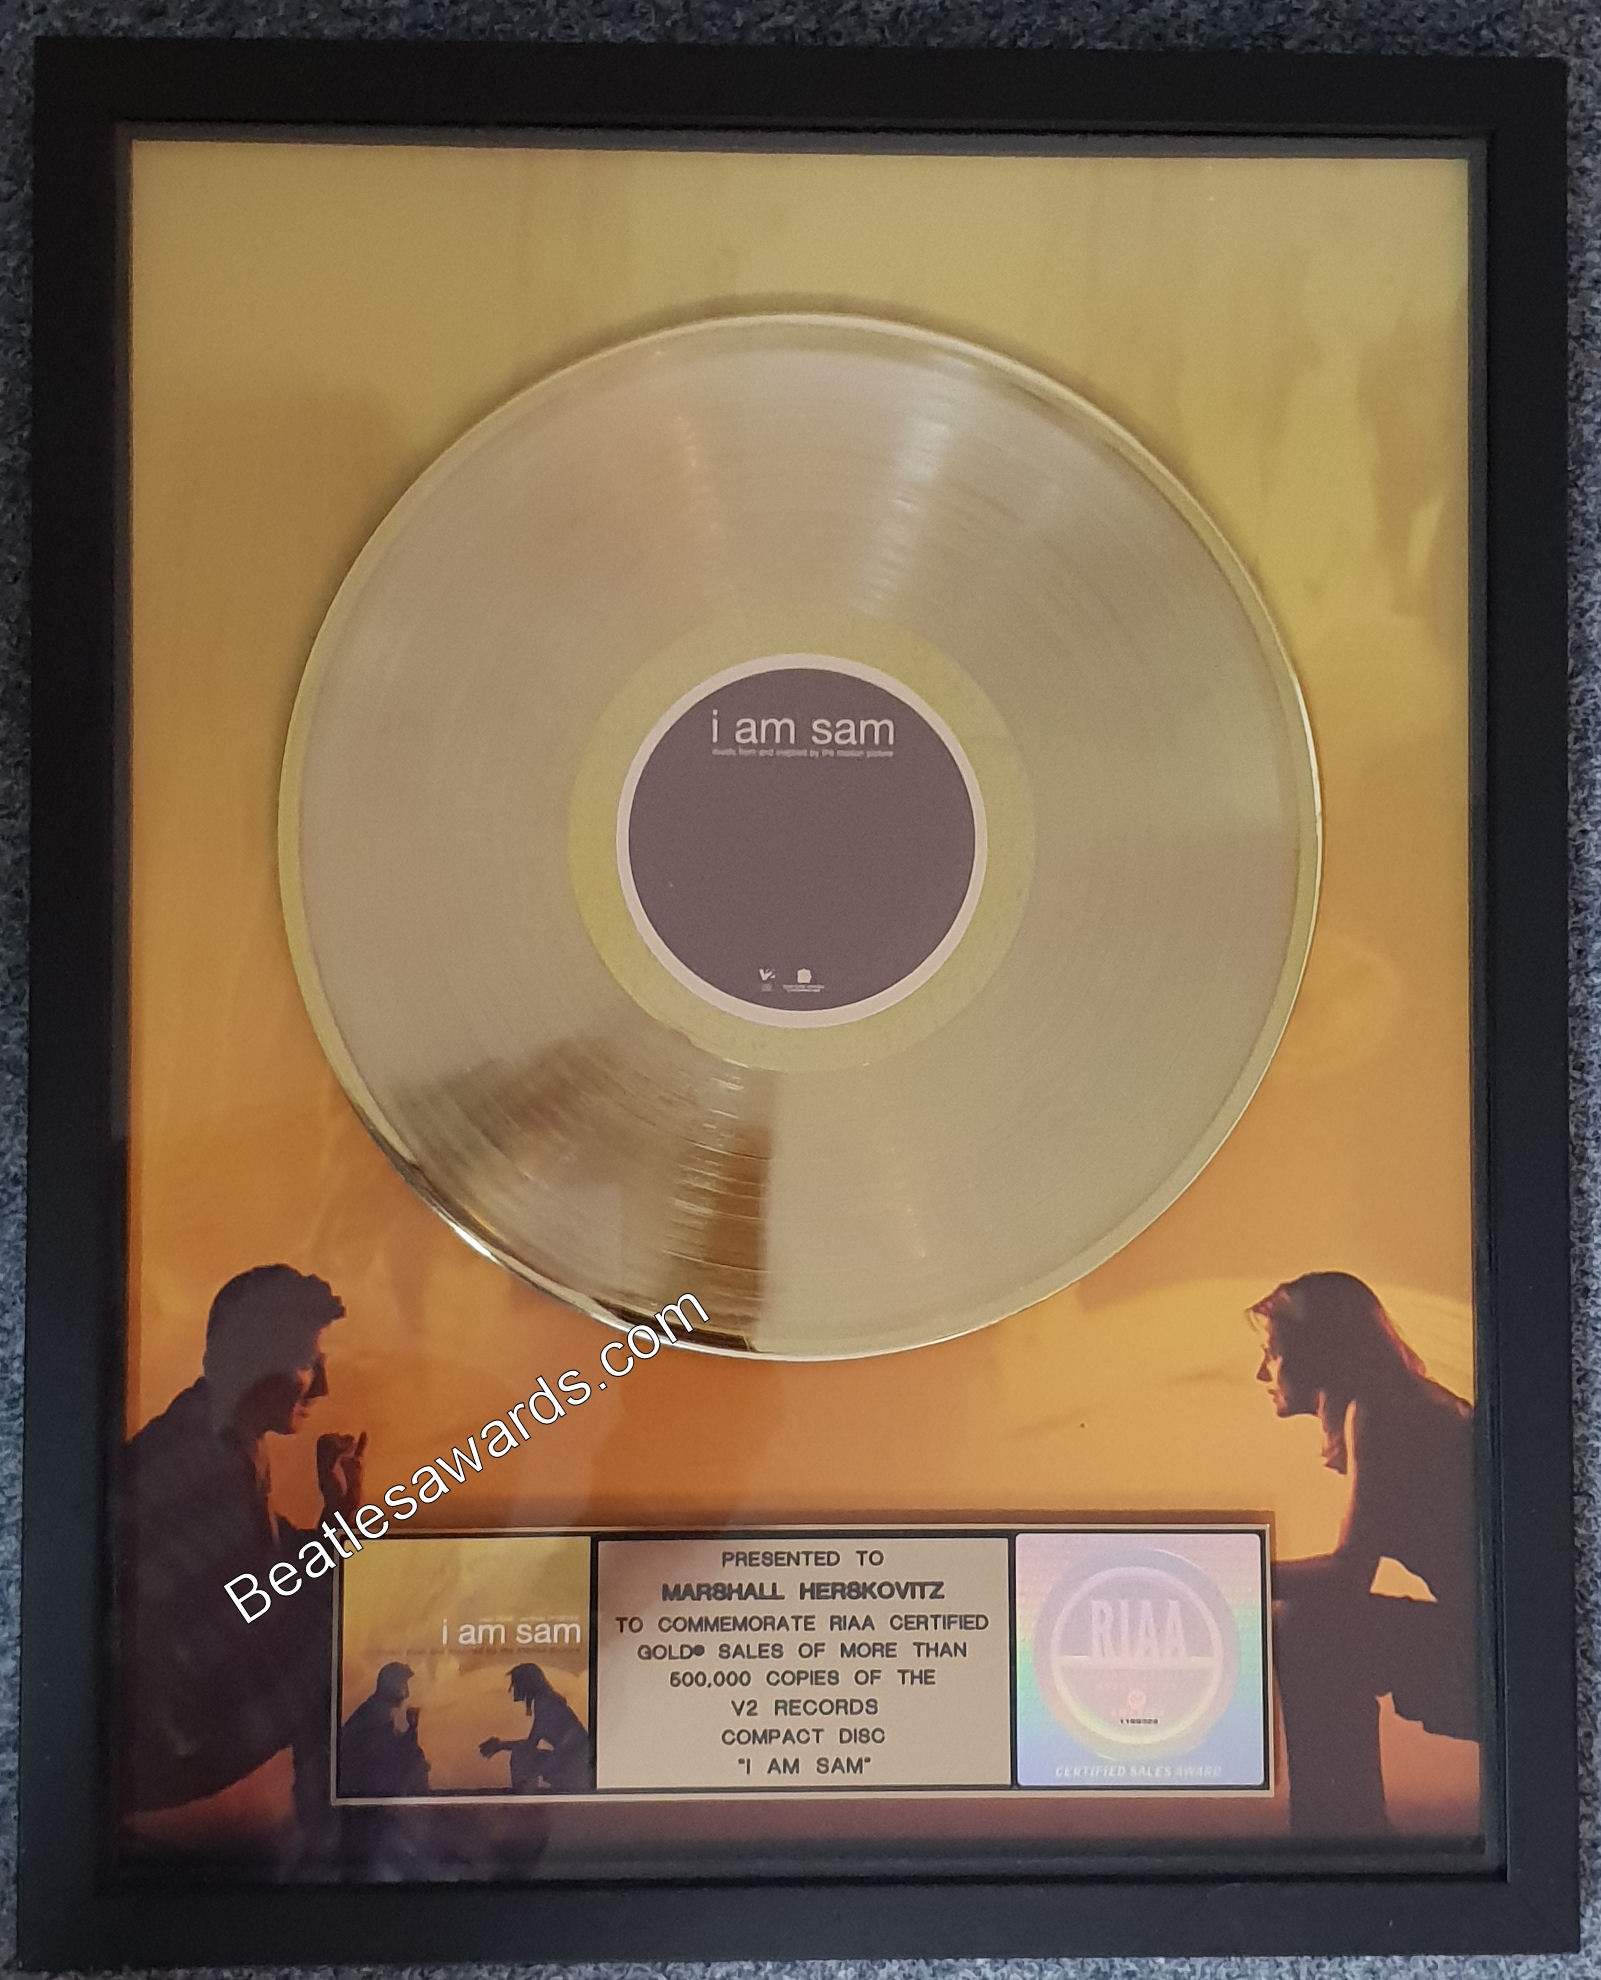 i am sam
music from and inspired by the motion picture
V2
Beatlesawards.com
i am sam
PRESENTED TO
MARSHALL HERSKOVITZ
TO COMMEMORATE RIAA CERTIFIED
GOLD® SALES OF MORE THAN
500,000 COPIES OF THE
V2 RECORDS
COMPACT DISC
"I AM SAM"
RIAA
CERTIFIED SALES AWARD